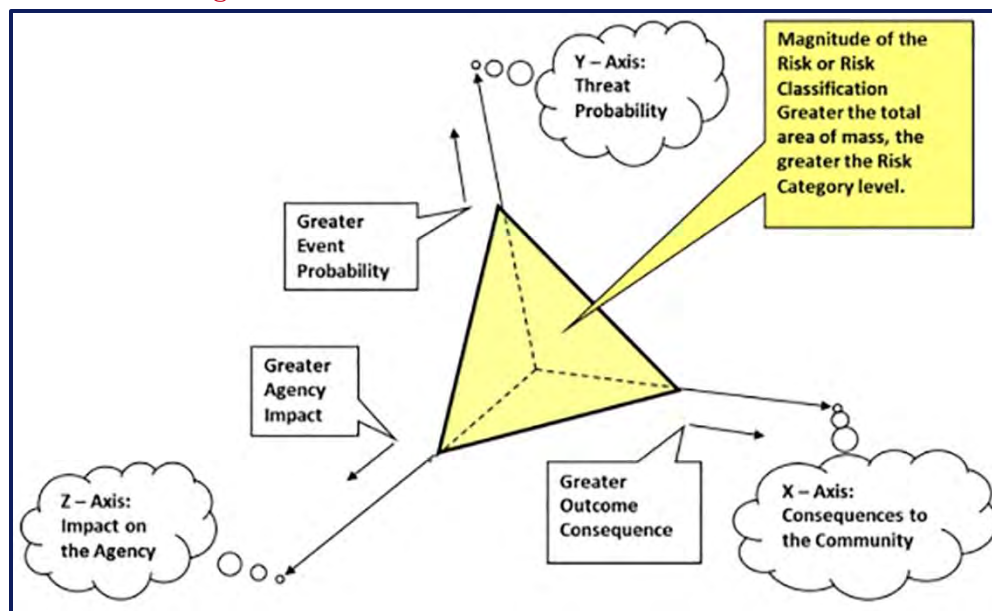 Y – Axis:
Threat
Probability
Magnitude of the
Risk or Risk
Classification
Greater the total
area of mass, the
greater the Risk
Category level.
Greater
Event
Probability
Greater
Agency
Impact
Z – Axis:
Impact on
the Agency
Greater
Outcome
Consequence
X – Axis:
Consequences to
the Community